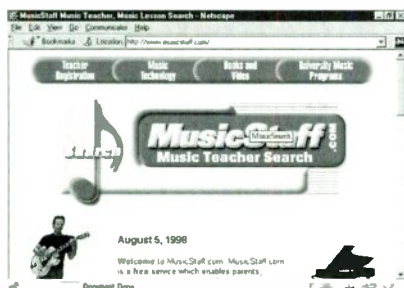 MusicStaff Music Teacher, Music Lesson Search - Netscape
File Edit View Go Communicator Help
Bookmarks Location: http://www.musicstaff.com/
Teacher Registration
Music Technology
Books and Video
University Music Programs
Search
MusicStaff .COM
MusicSearch
Music Teacher Search
August 5, 1998
Welcome to MusicStaff.com. MusicStaff.com
is a free service which enables parents,
Document: Done